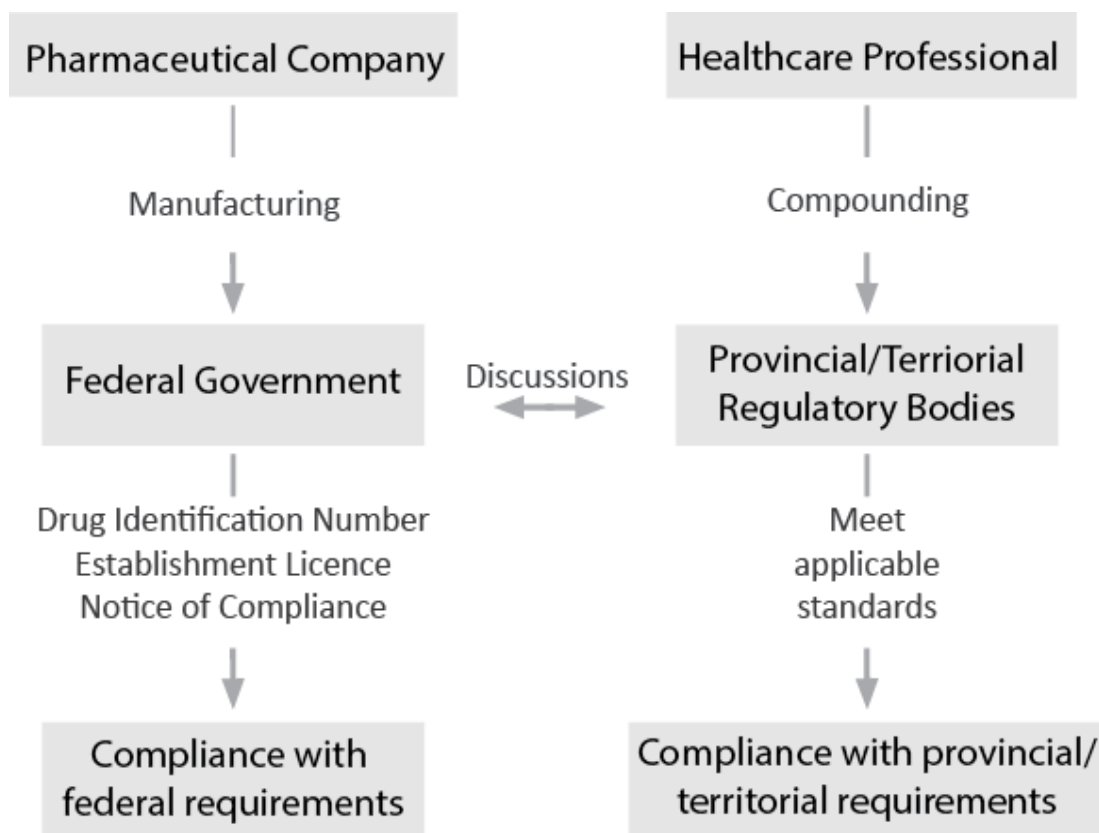 Pharmaceutical Company
Healthcare Professional
Manufacturing
Compounding
Federal Government
Discussions
Provincial/Terriorial
Regulatory Bodies
Drug Identification Number
Establishment Licence
Notice of Compliance
Meet
applicable
standards
Compliance with
federal requirements
Compliance with provincial/
territorial requirements